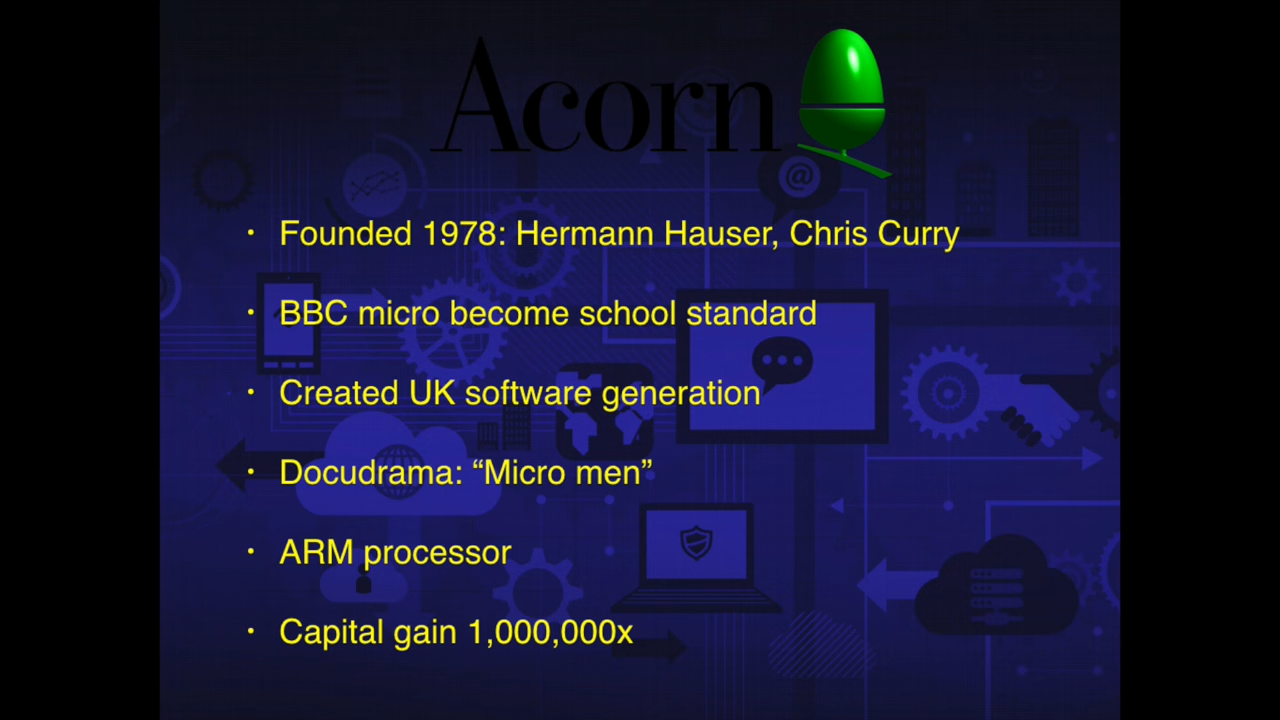 Acorn
@
• Founded 1978: Hermann Hauser, Chris Curry
• BBC micro become school standard
• Created UK software generation
• Docudrama: “Micro men”
• ARM processor
• Capital gain 1,000,000x